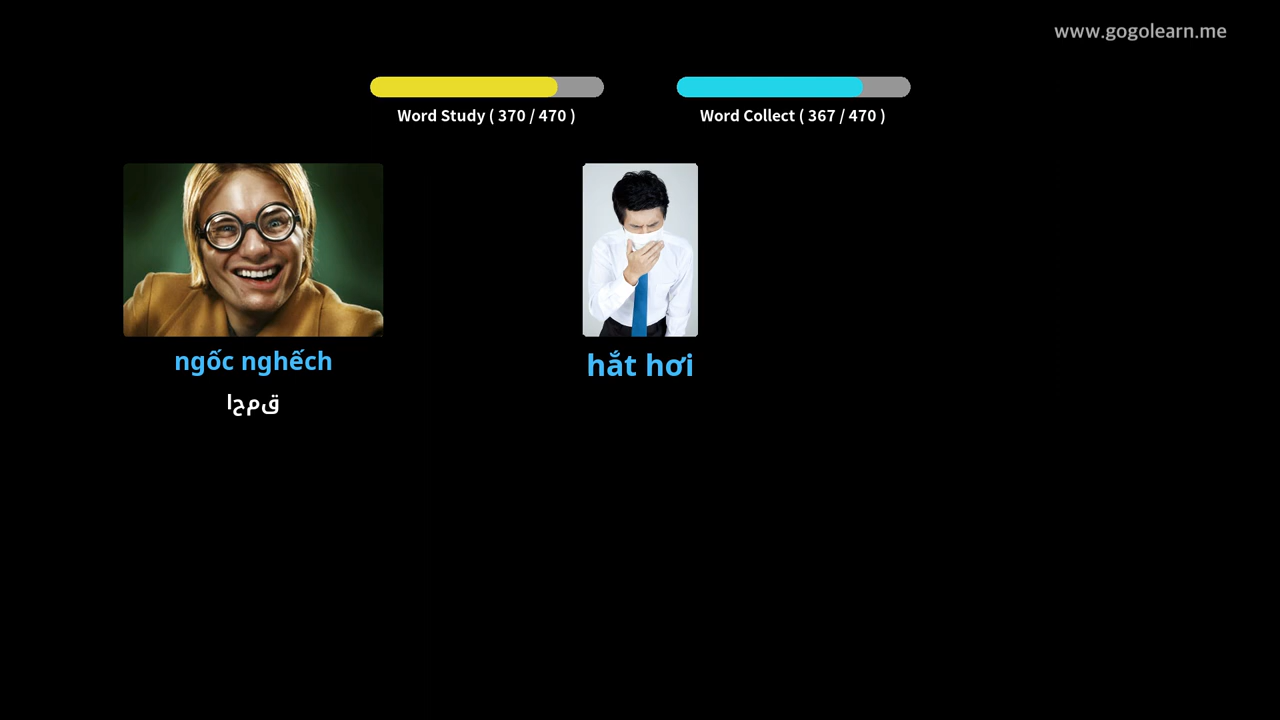 www.gogolearn.me
Word Study ( 370 / 470 )
Word Collect ( 367 / 470 )
ngốc nghếch
hắt hơi
احمق